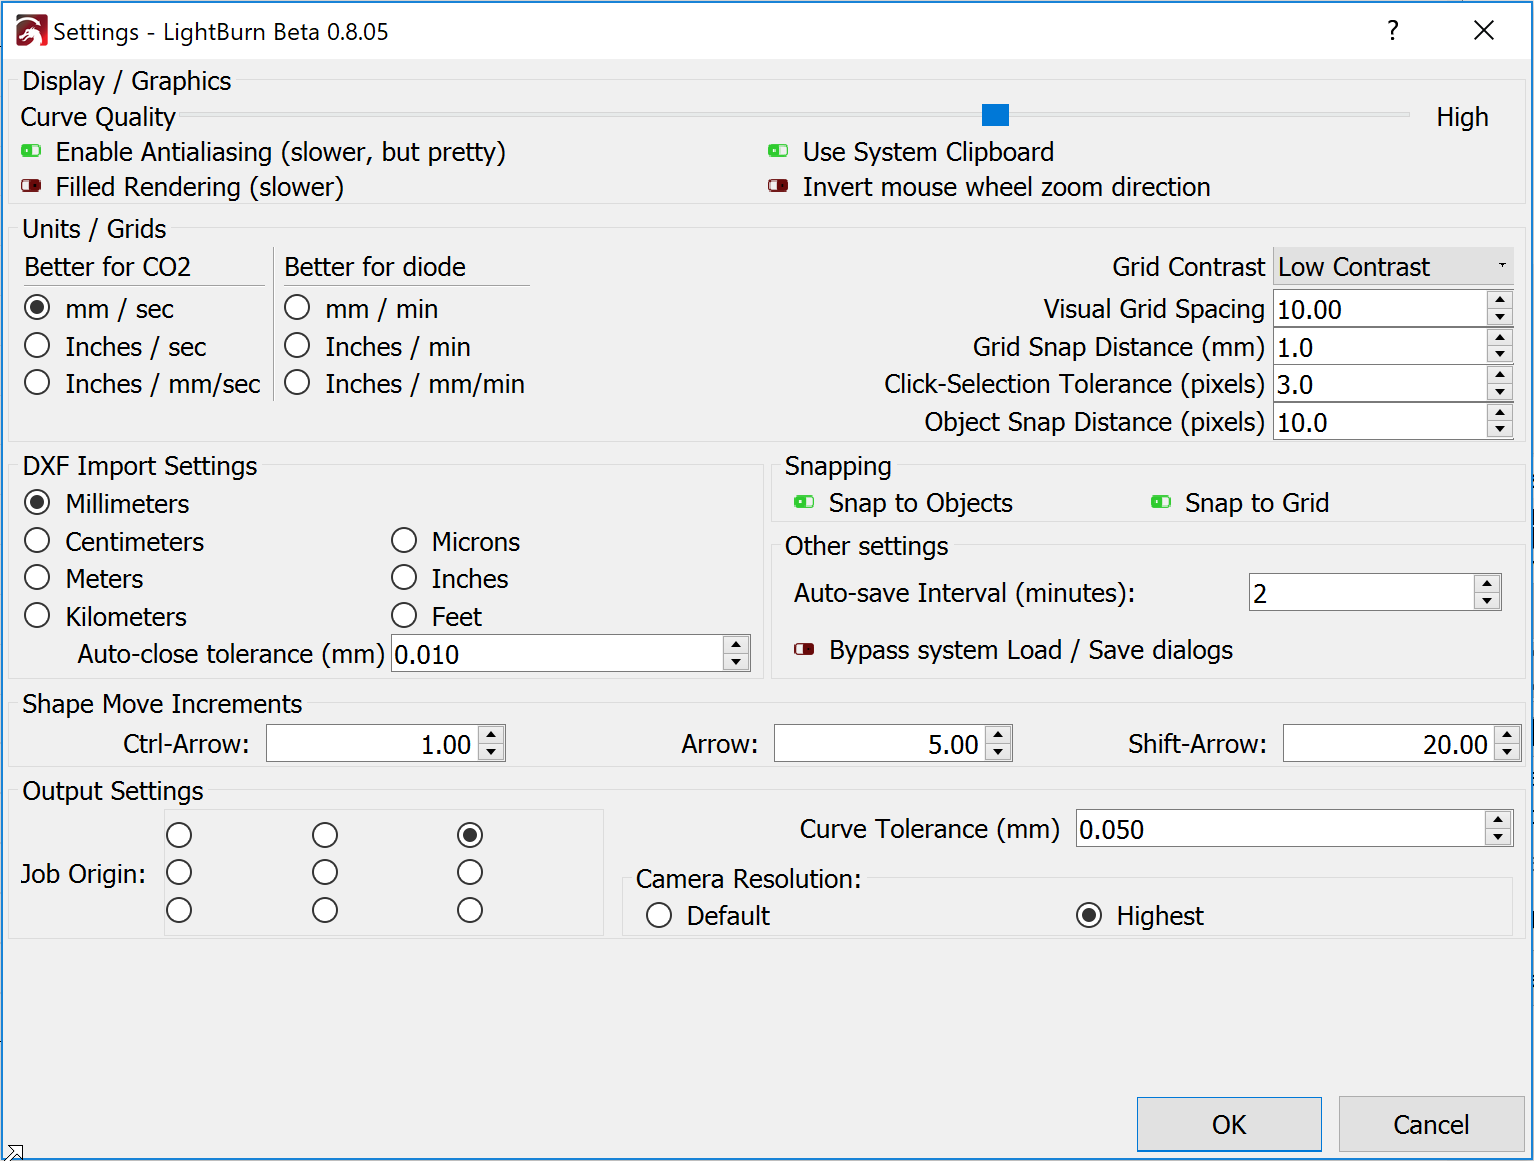 Settings - LightBurn Beta 0.8.05
?
Display / Graphics
Curve Quality High
Enable Antialiasing (slower, but pretty) Use System Clipboard
Filled Rendering (slower) Invert mouse wheel zoom direction
Units / Grids
Better for CO2 Better for diode Grid Contrast Low Contrast
mm / sec mm / min Visual Grid Spacing 10.00
Inches / sec Inches / min Grid Snap Distance (mm) 1.0
Inches / mm/sec Inches / mm/min Click-Selection Tolerance (pixels) 3.0
Object Snap Distance (pixels) 10.0
DXF Import Settings Snapping
Millimeters Snap to Objects Snap to Grid
Centimeters Microns Other settings
Meters Inches Auto-save Interval (minutes): 2
Kilometers Feet
Auto-close tolerance (mm) 0.010 Bypass system Load / Save dialogs
Shape Move Increments
Ctrl-Arrow: 1.00 Arrow: 5.00 Shift-Arrow: 20.00
Output Settings
Curve Tolerance (mm) 0.050
Job Origin: Camera Resolution:
Default Highest
OK Cancel